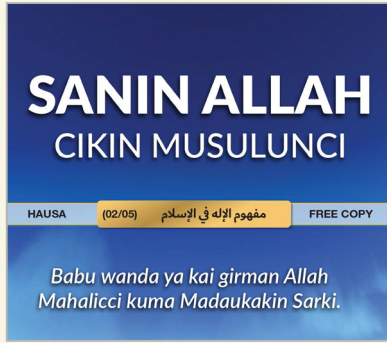 SANIN ALLAH
CIKIN MUSULUNCI
HAUSA (02/05) مفهوم الإله في الإسلام FREE COPY
Babu wanda ya kai girman Allah
Mahalicci kuma Madaukakin Sarki.